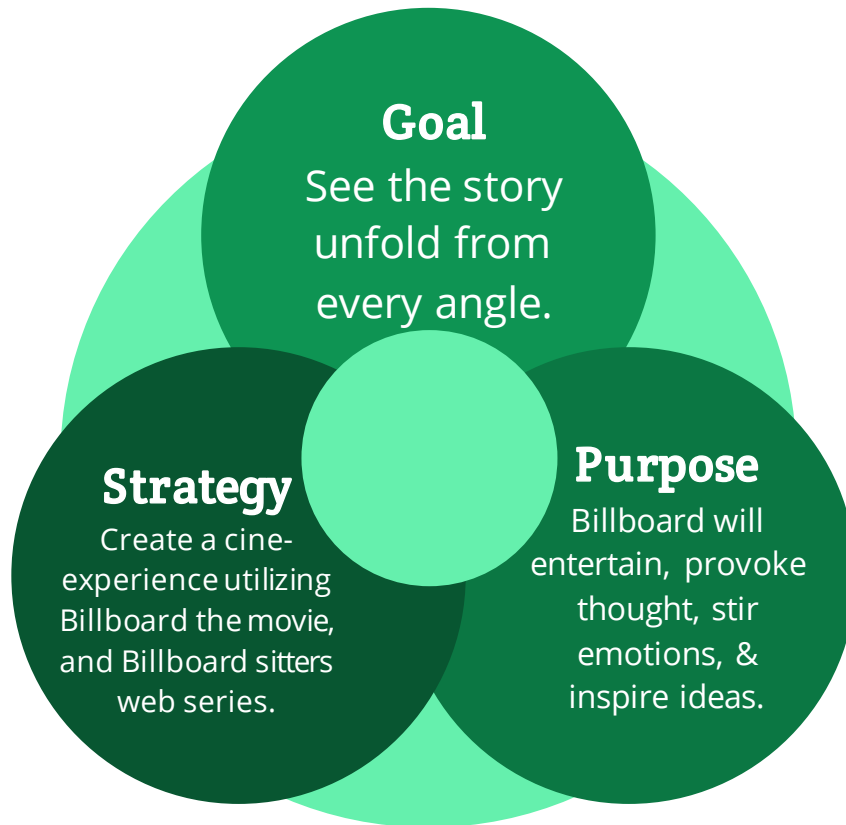 Goal
See the story
unfold from
every angle.
Strategy
Create a cine-
experience utilizing
Billboard the movie,
and Billboard sitters
web series.
Purpose
Billboard will
entertain, provoke
thought, stir
emotions, &
inspire ideas.